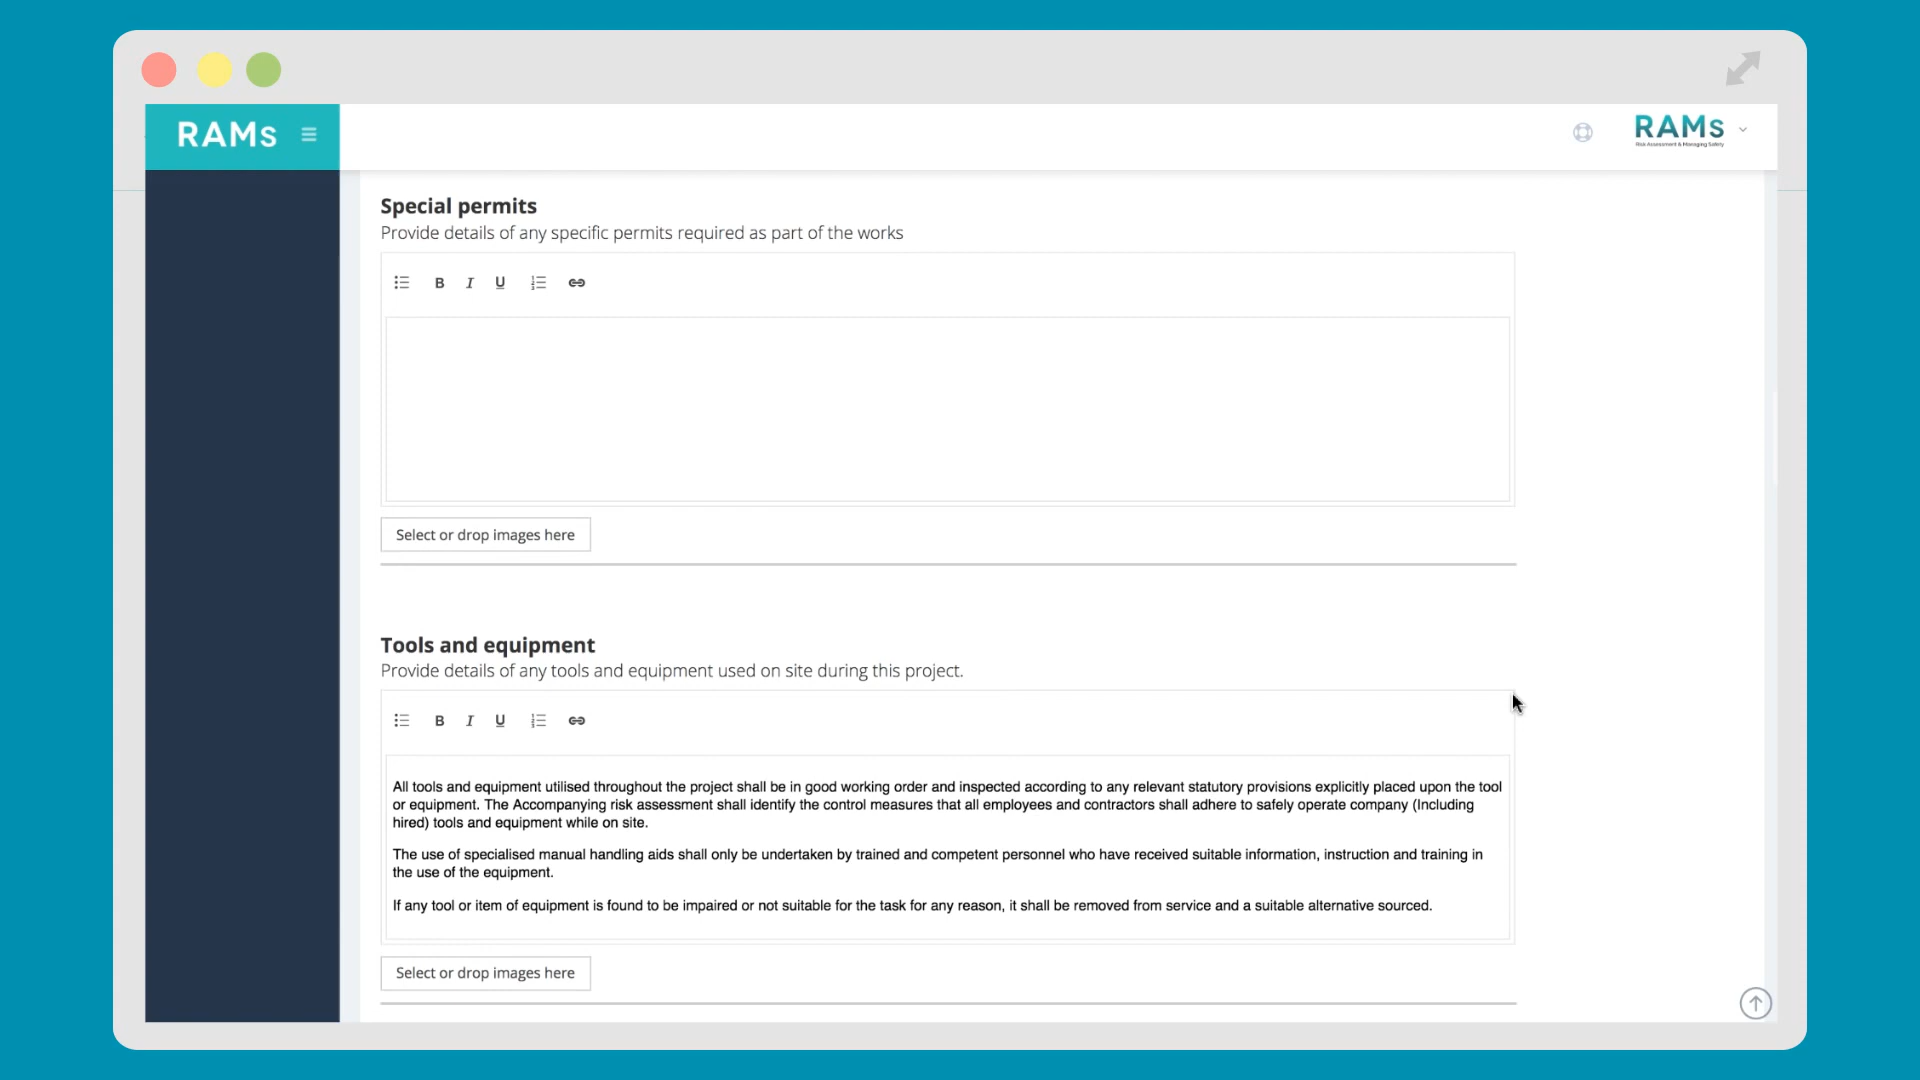 RAMs
RAMs
Risk Assessment & Managing Safety
Special permits
Provide details of any specific permits required as part of the works
B I U
Select or drop images here
Tools and equipment
Provide details of any tools and equipment used on site during this project.
B I U
All tools and equipment utilised throughout the project shall be in good working order and inspected according to any relevant statutory provisions explicitly placed upon the tool
or equipment. The Accompanying risk assessment shall identify the control measures that all employees and contractors shall adhere to safely operate company (Including
hired) tools and equipment while on site.
The use of specialised manual handling aids shall only be undertaken by trained and competent personnel who have received suitable information, instruction and training in
the use of the equipment.
If any tool or item of equipment is found to be impaired or not suitable for the task for any reason, it shall be removed from service and a suitable alternative sourced.
Select or drop images here